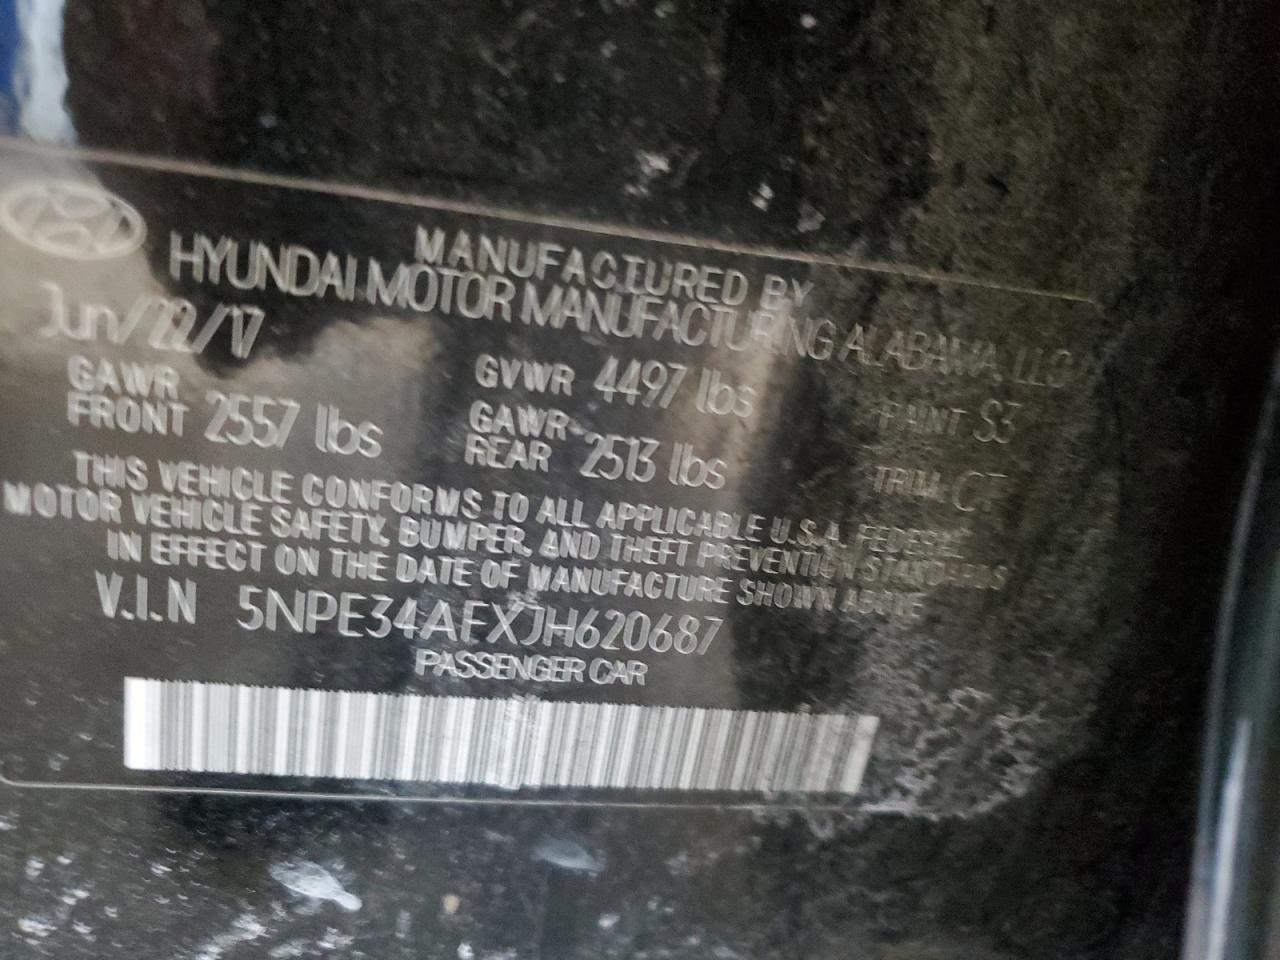 MANUFACTURED BY
HYUNDAI MOTOR MANUFACTURING ALABAMA, LLC
Jun/22/17
GAWR FRONT 2557 lbs
GVWR 4497 lbs
GAWR REAR 2513 lbs
PAINT S3
TRIM
THIS VEHICLE CONFORMS TO ALL APPLICABLE U.S.A. FEDERAL
MOTOR VEHICLE SAFETY, BUMPER, AND THEFT PREVENTION STANDARDS
IN EFFECT ON THE DATE OF MANUFACTURE SHOWN ABOVE
V.I.N 5NPE34AFXJH620687
PASSENGER CAR